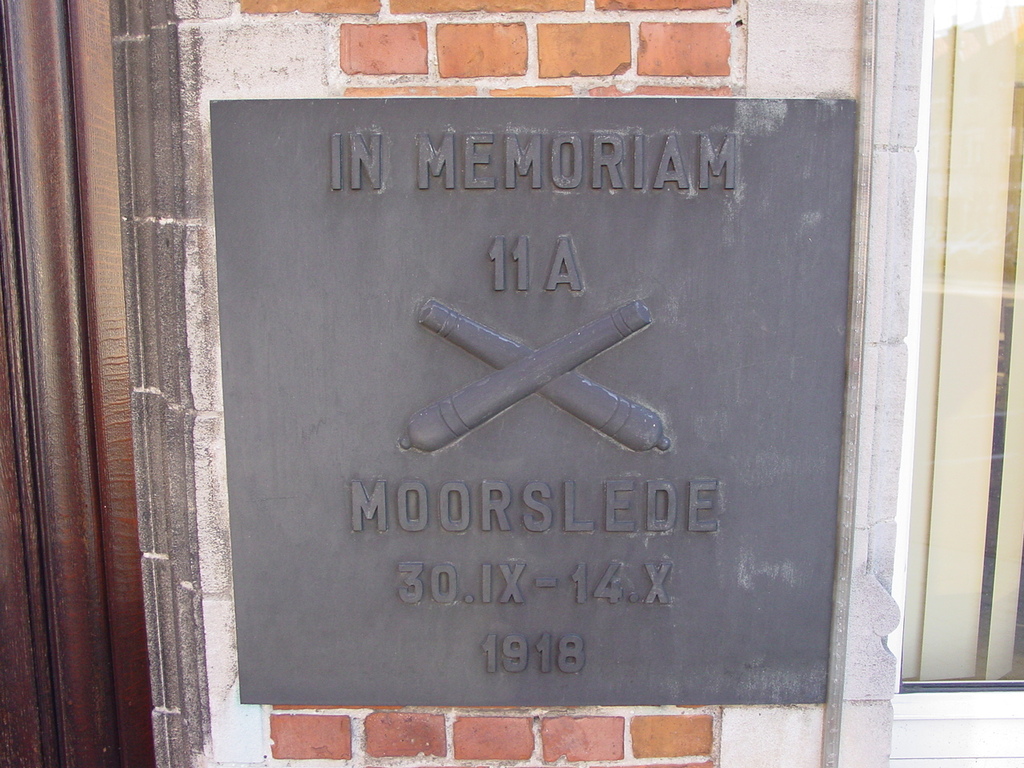 IN MEMORIAM
11 A
MOORSLEDE
30.IX-14.X
1918